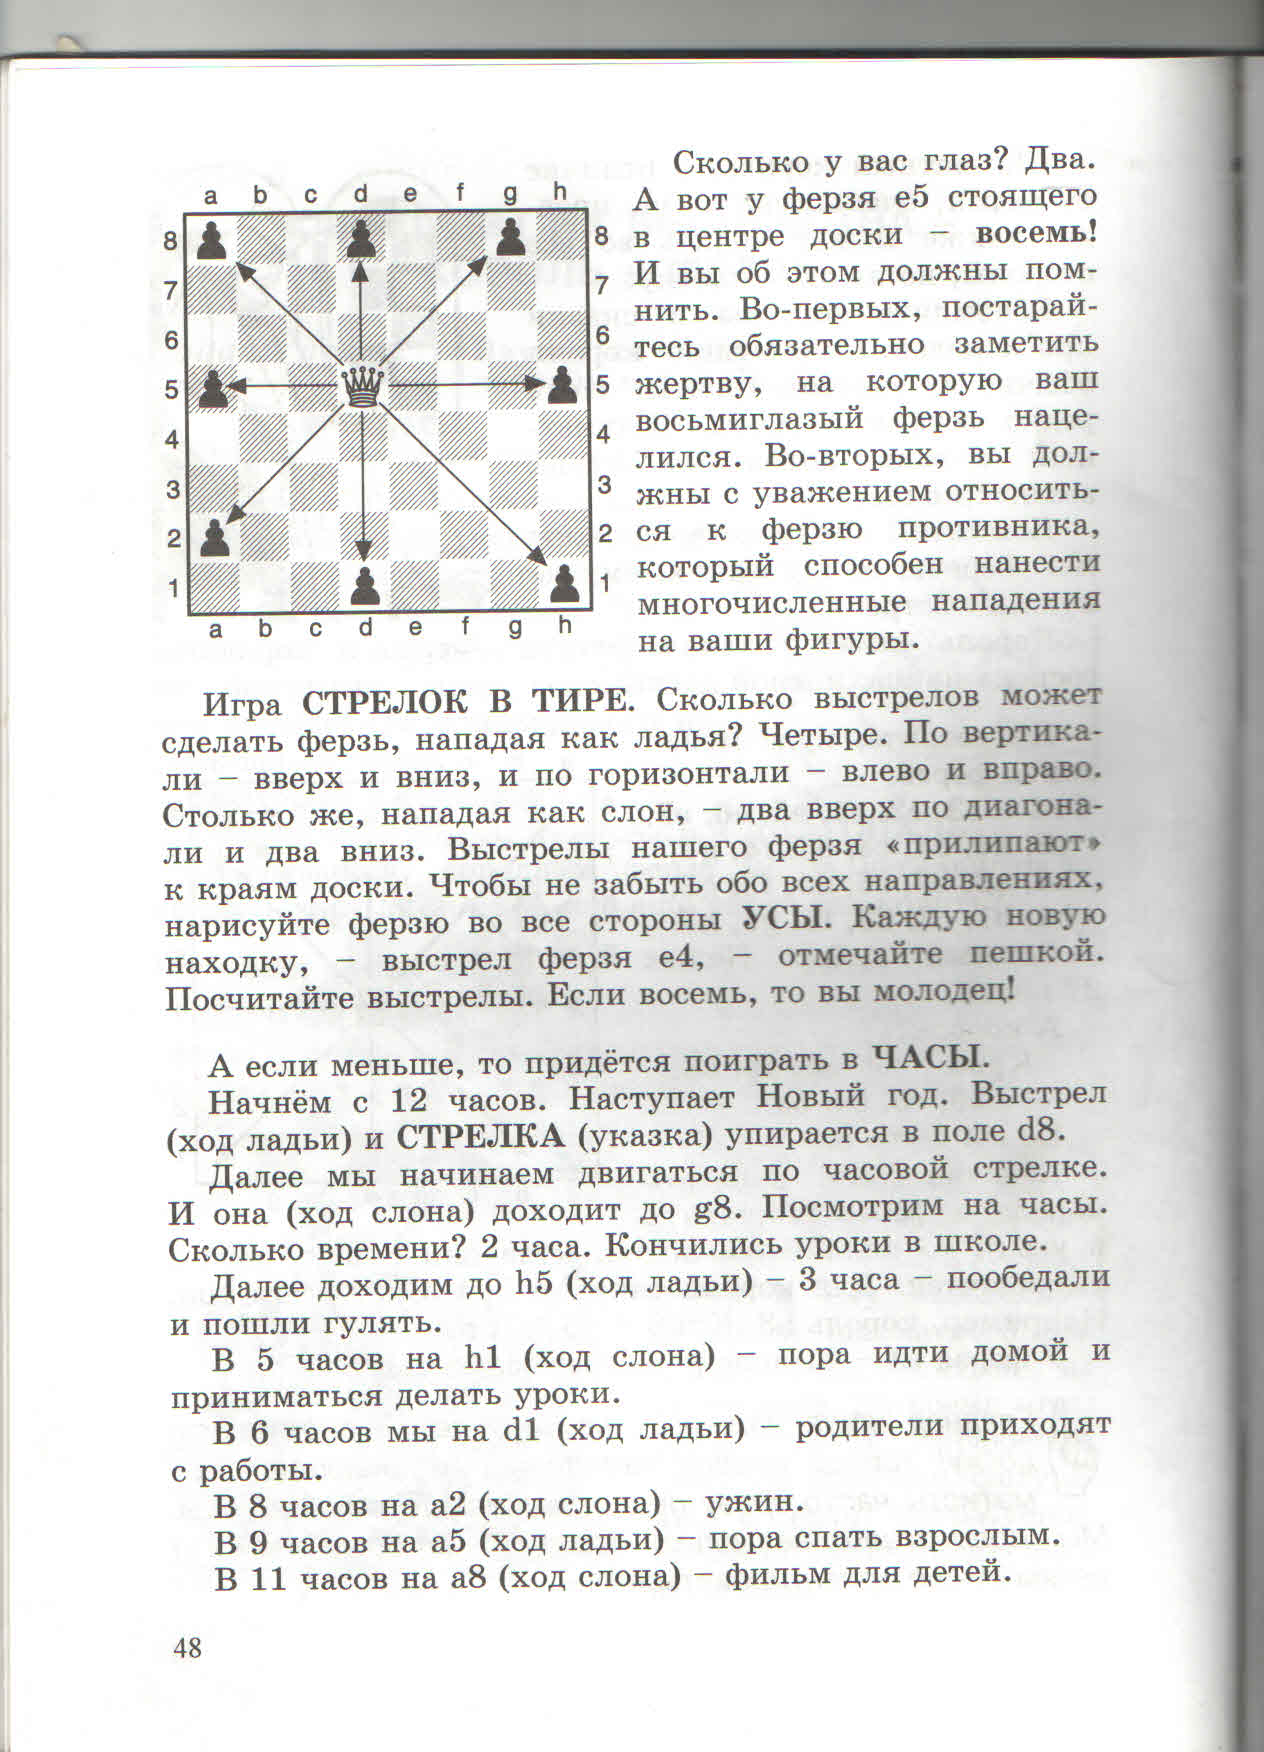 a b c d e f g h
8 8
7 7
6 6
5 5
4 4
3 3
2 2
1 1
a b c d e f g h
Сколько у вас глаз? Два.
А вот у ферзя e5 стоящего
в центре доски – восемь!
И вы об этом должны пом-
нить. Во-первых, постарай-
тесь обязательно заметить
жертву, на которую ваш
восьмиглазый ферзь наце-
лился. Во-вторых, вы дол-
жны с уважением относить-
ся к ферзю противника,
который способен нанести
многочисленные нападения
на ваши фигуры.
Игра СТРЕЛОК В ТИРЕ. Сколько выстрелов может
сделать ферзь, нападая как ладья? Четыре. По вертика-
ли – вверх и вниз, и по горизонтали – влево и вправо.
Столько же, нападая как слон, – два вверх по диагона-
ли и два вниз. Выстрелы нашего ферзя «прилипают»
к краям доски. Чтобы не забыть обо всех направлениях,
нарисуйте ферзю во все стороны УСЫ. Каждую новую
находку, – выстрел ферзя e4, – отмечайте пешкой.
Посчитайте выстрелы. Если восемь, то вы молодец!
А если меньше, то придётся поиграть в ЧАСЫ.
Начнём с 12 часов. Наступает Новый год. Выстрел
(ход ладьи) и СТРЕЛКА (указка) упирается в поле d8.
Далее мы начинаем двигаться по часовой стрелке.
И она (ход слона) доходит до g8. Посмотрим на часы.
Сколько времени? 2 часа. Кончились уроки в школе.
Далее доходим до h5 (ход ладьи) – 3 часа – пообедали
и пошли гулять.
В 5 часов на h1 (ход слона) – пора идти домой и
приниматься делать уроки.
В 6 часов мы на d1 (ход ладьи) – родители приходят
с работы.
В 8 часов на a2 (ход слона) – ужин.
В 9 часов на a5 (ход ладьи) – пора спать взрослым.
В 11 часов на a8 (ход слона) – фильм для детей.
48